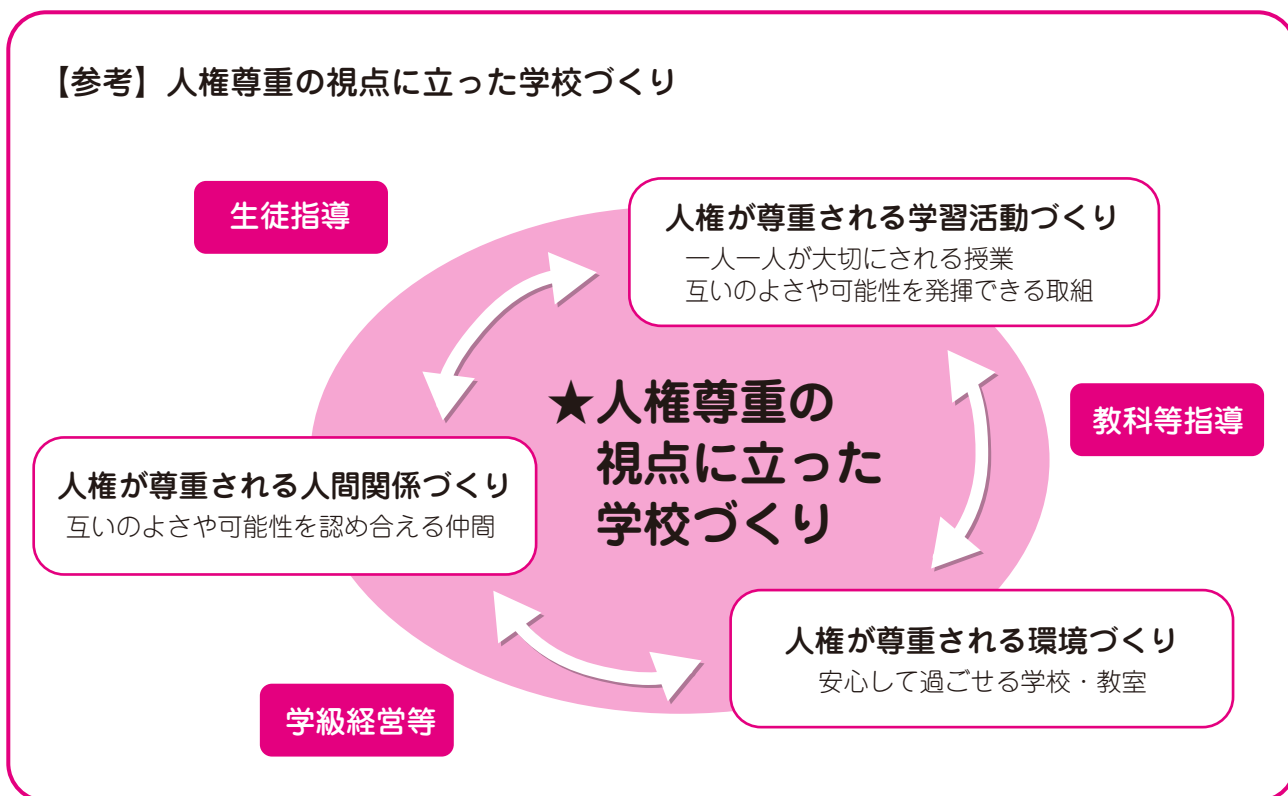 【参考】人権尊重の視点に立った学校づくり
生徒指導
人権が尊重される学習活動づくり
一人一人が大切にされる授業
互いのよさや可能性を発揮できる取組
★人権尊重の
視点に立った
学校づくり
教科等指導
人権が尊重される人間関係づくり
互いのよさや可能性を認め合える仲間
人権が尊重される環境づくり
安心して過ごせる学校・教室
学級経営等